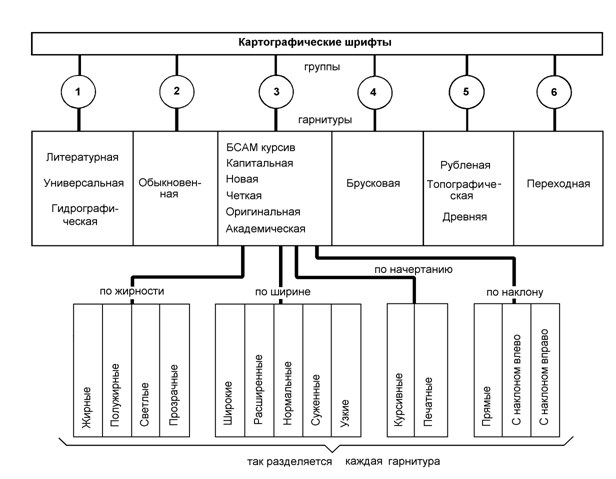 Картографические шрифты
группы
1 2 3 4 5 6
гарнитуры
Литературная
Универсальная
Гидрографи-
ческая
Обыкновен-
ная
БСАМ курсив
Капитальная
Новая
Четкая
Оригинальная
Академическая
Брусковая
Рубленая
Топографиче-
ская
Древняя
Переходная
по жирности
по ширине
по начертанию
по наклону
Жирные
Полужирные
Светлые
Прозрачные
Широкие
Расширенные
Нормальные
Суженные
Узкие
Курсивные
Печатные
Прямые
С наклоном влево
С наклоном вправо
так разделяется каждая гарнитура